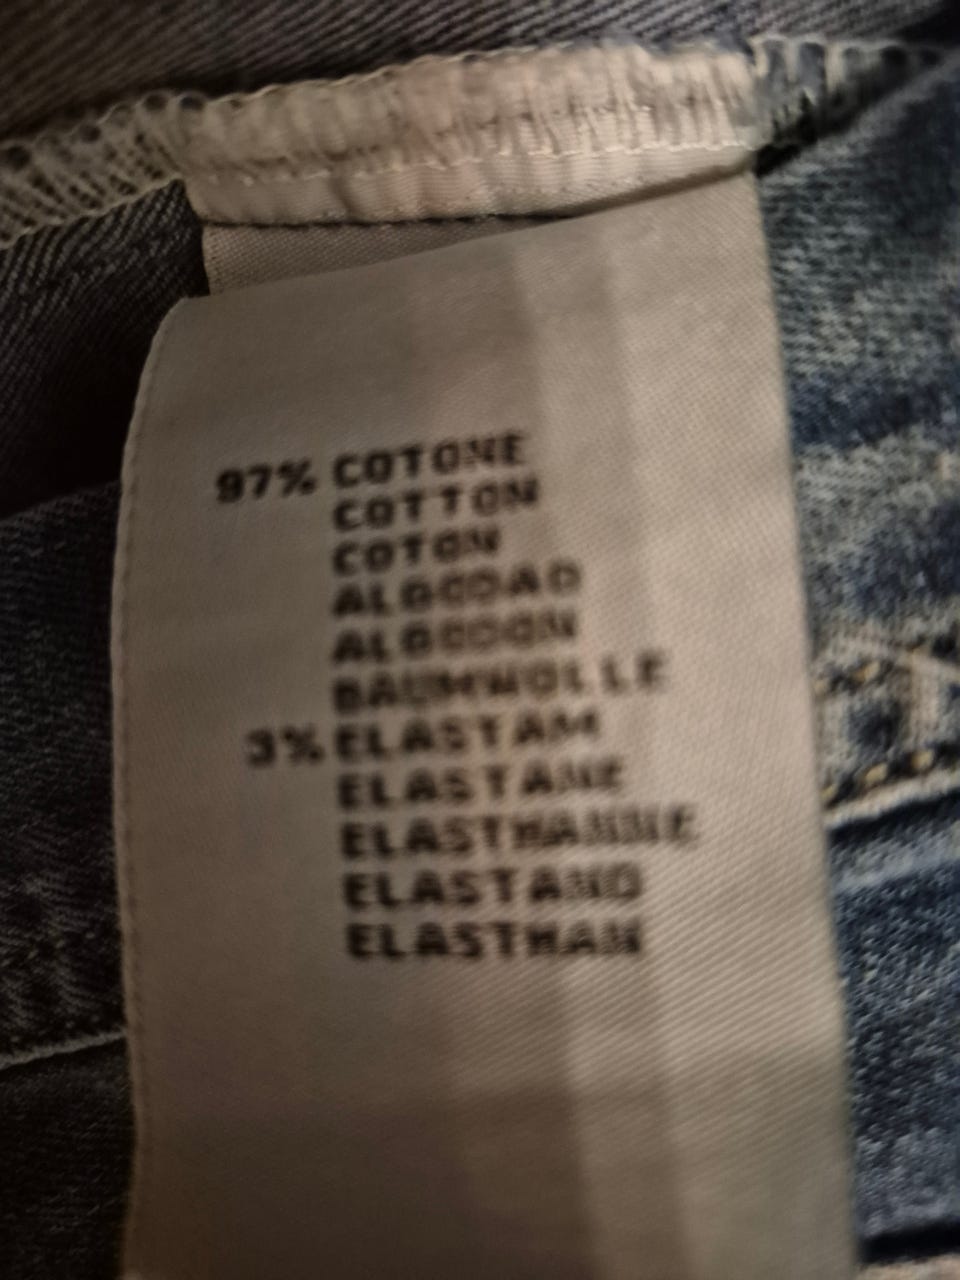 97% COTONE
COTTON
COTON
ALGODAO
ALGODON
BAUMWOLLE
3% ELASTAM
ELASTANE
ELASTHANNE
ELASTANO
ELASTHAN